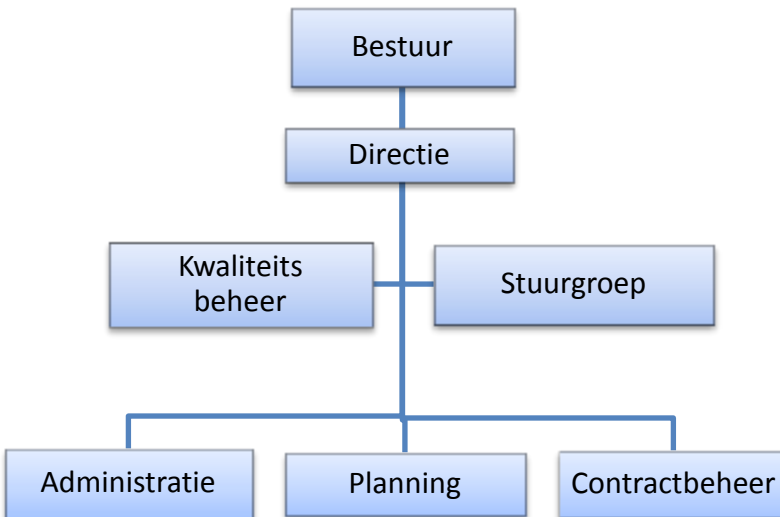 Bestuur
Directie
Kwaliteits
beheer
Stuurgroep
Administratie
Planning
Contractbeheer